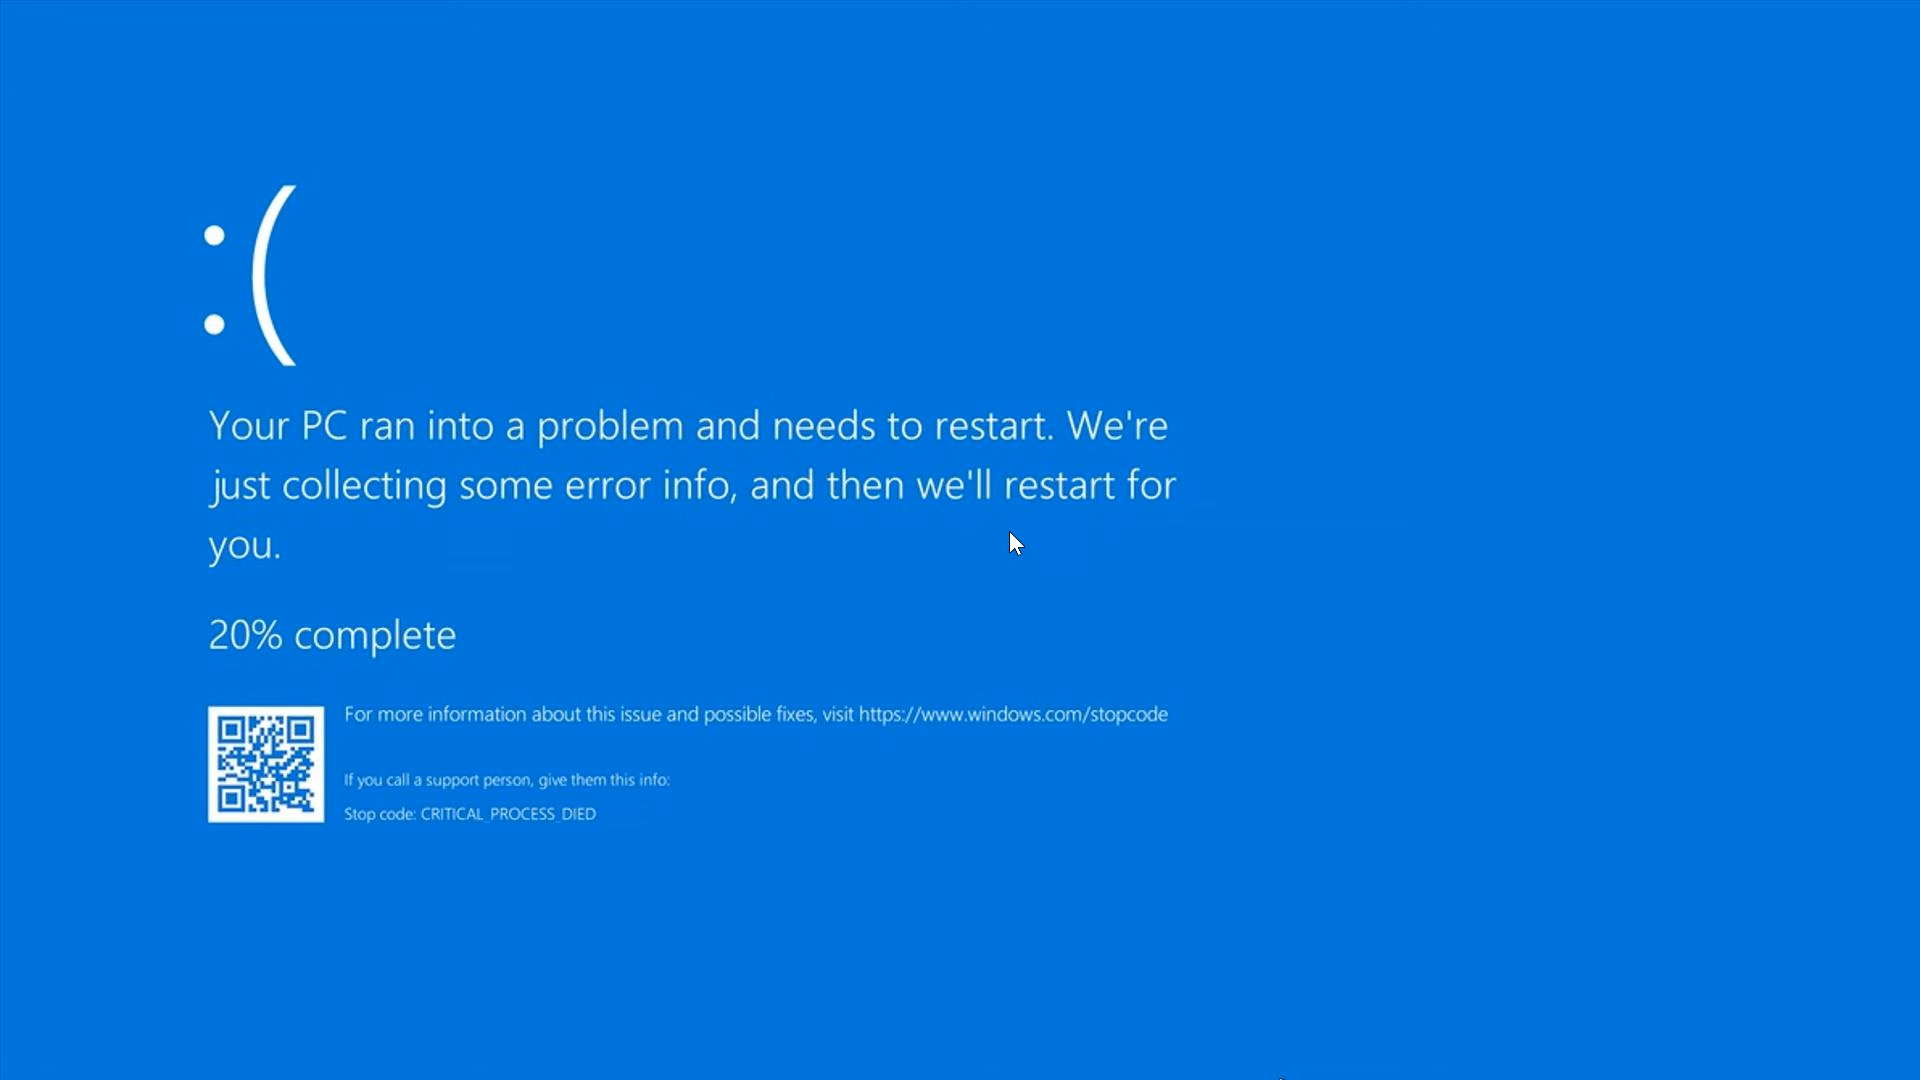 :(
Your PC ran into a problem and needs to restart. We're
just collecting some error info, and then we'll restart for
you.
20% complete
For more information about this issue and possible fixes, visit https://www.windows.com/stopcode
If you call a support person, give them this info:
Stop code: CRITICAL_PROCESS_DIED